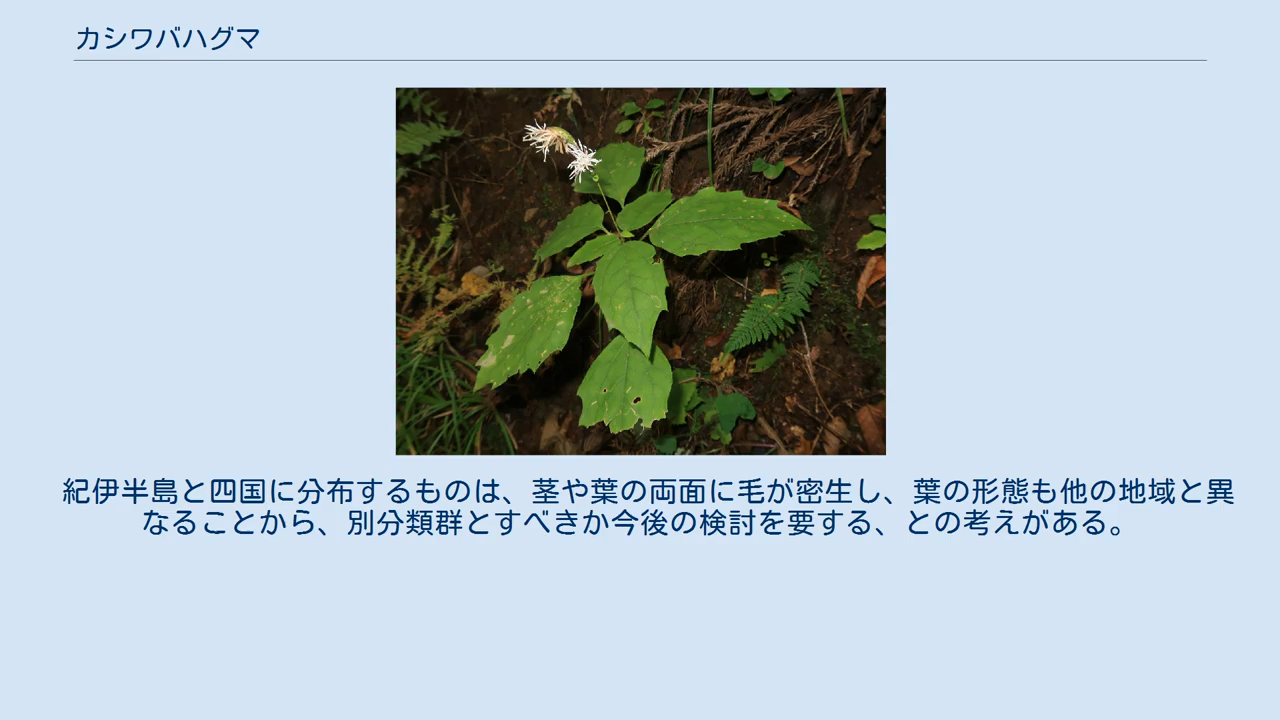 カシワバハグマ
紀伊半島と四国に分布するものは、茎や葉の両面に毛が密生し、葉の形態も他の地域と異
なることから、別分類群とすべきか今後の検討を要する、との考えがある。